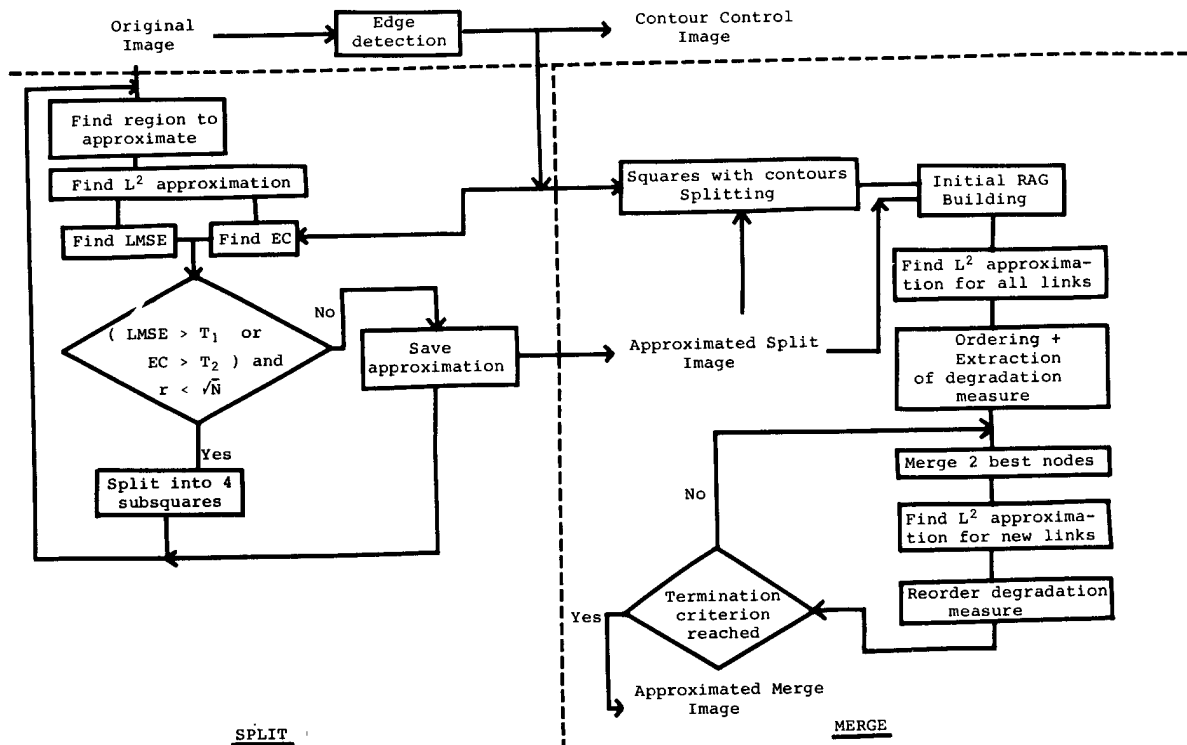 Original
Image
Edge
detection
Contour Control
Image
Find region to
approximate
Find L² approximation
Find LMSE
Find EC
( LMSE > T₁ or
EC > T₂ ) and
r < √N
No
Save
approximation
Yes
Split into 4
subsquares
SPLIT
Squares with contours
Splitting
Initial RAG
Building
Approximated Split
Image
Find L² approxima-
tion for all links
Ordering +
Extraction
of degradation
measure
Merge 2 best nodes
No
Find L² approxima-
tion for new links
Reorder degradation
measure
Termination
criterion
reached
Yes
Approximated Merge
Image
MERGE